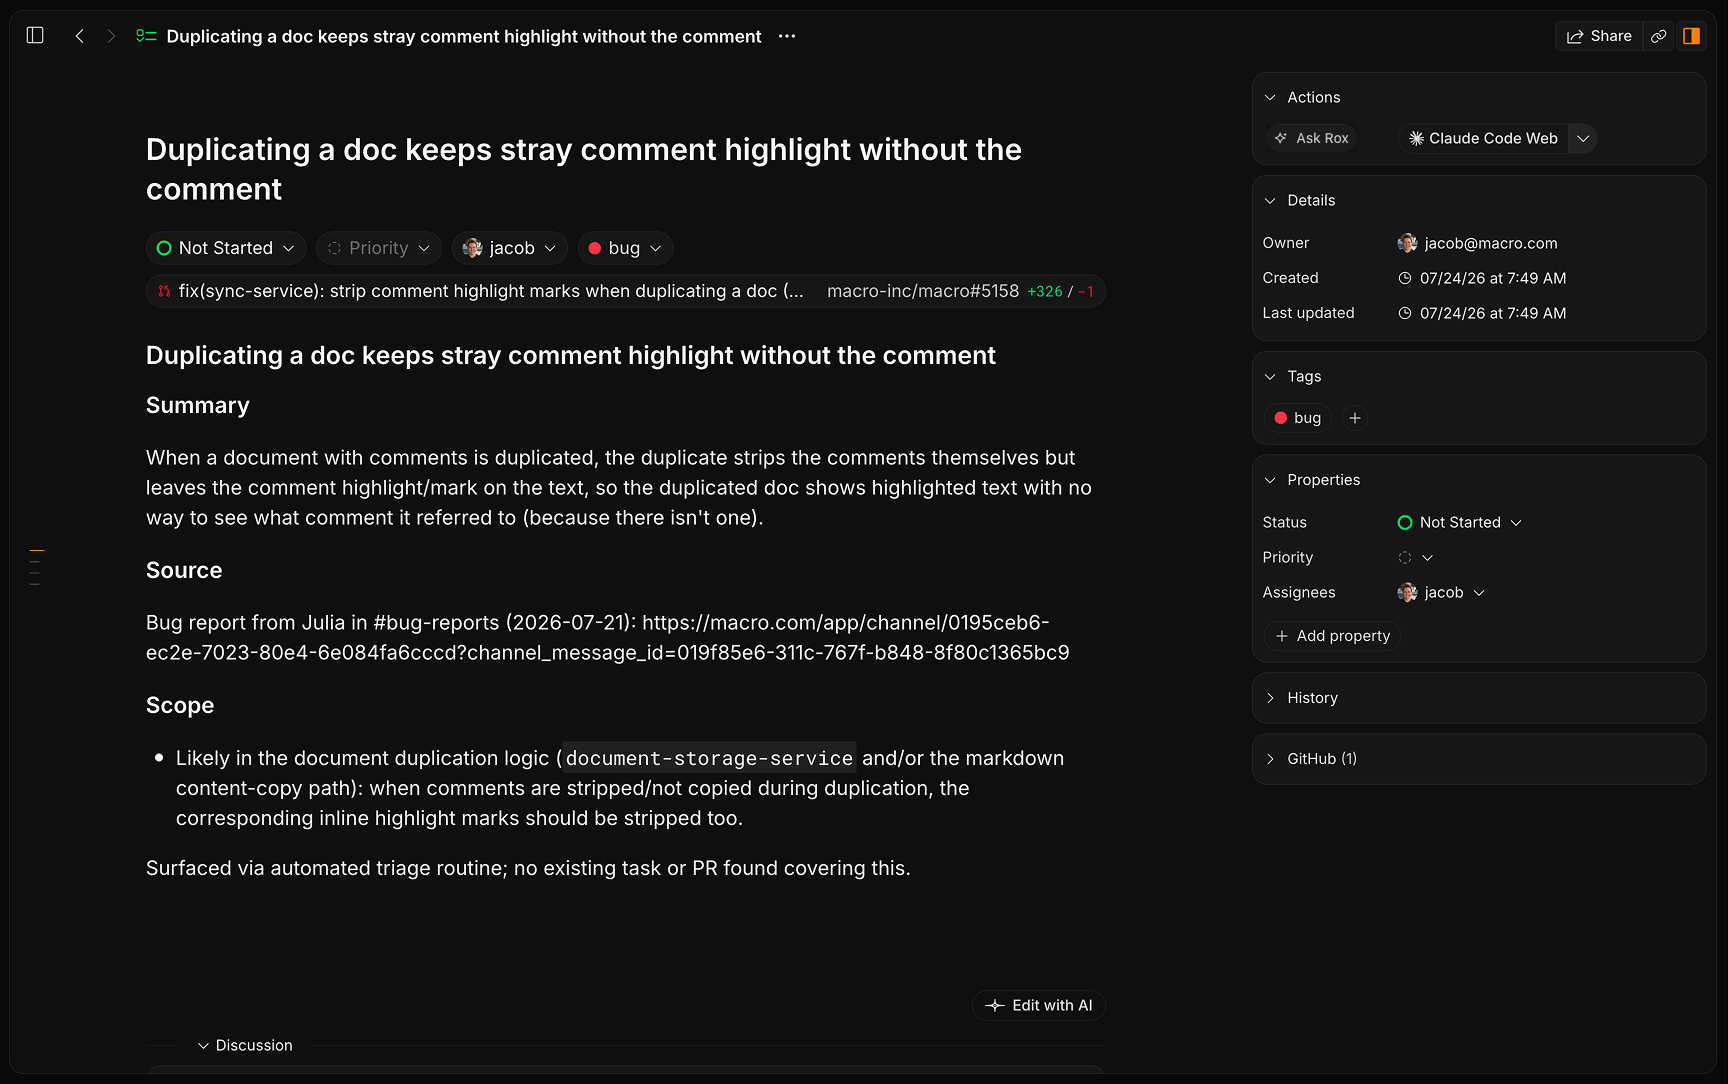 Duplicating a doc keeps stray comment highlight without the comment
Share
Duplicating a doc keeps stray comment highlight without the
comment
Not Started
Priority
jacob
bug
fix(sync-service): strip comment highlight marks when duplicating a doc (... macro-inc/macro#5158 +326 / -1
Duplicating a doc keeps stray comment highlight without the comment
Summary
When a document with comments is duplicated, the duplicate strips the comments themselves but
leaves the comment highlight/mark on the text, so the duplicated doc shows highlighted text with no
way to see what comment it referred to (because there isn't one).
Source
Bug report from Julia in #bug-reports (2026-07-21): https://macro.com/app/channel/0195ceb6-
ec2e-7023-80e4-6e084fa6cccd?channel_message_id=019f85e6-311c-767f-b848-8f80c1365bc9
Scope
• Likely in the document duplication logic (document-storage-service and/or the markdown
content-copy path): when comments are stripped/not copied during duplication, the
corresponding inline highlight marks should be stripped too.
Surfaced via automated triage routine; no existing task or PR found covering this.
Edit with AI
Discussion
Actions
Ask Rox
Claude Code Web
Details
Owner jacob@macro.com
Created 07/24/26 at 7:49 AM
Last updated 07/24/26 at 7:49 AM
Tags
bug
Properties
Status Not Started
Priority
Assignees jacob
+ Add property
History
GitHub (1)